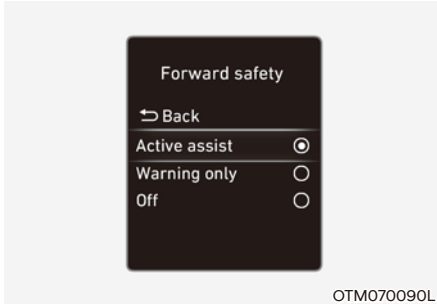 Forward safety
Back
Active assist
Warning only
Off
OTM070090L